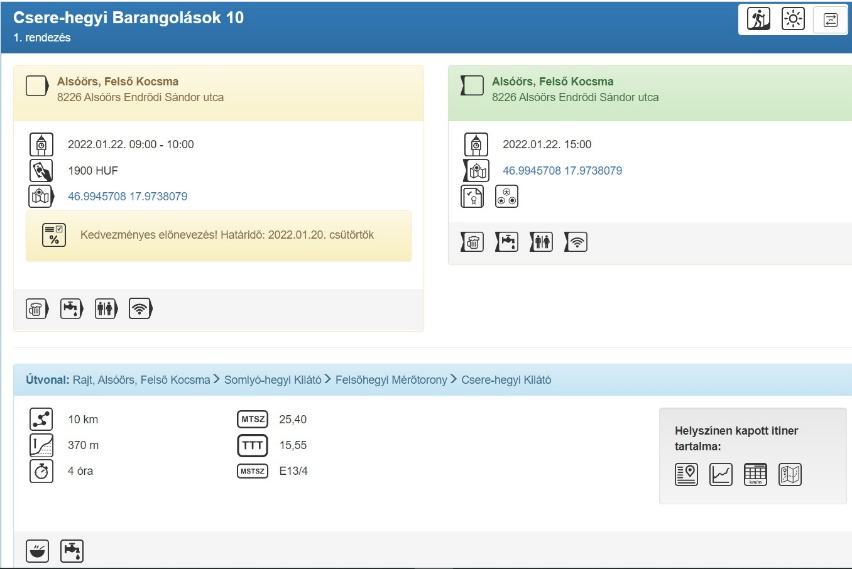 Csere-hegyi Barangolások 10
1. rendezés
Alsóörs, Felső Kocsma
8226 Alsóörs Endrődi Sándor utca
2022.01.22. 09:00 - 10:00
1900 HUF
46.9945708 17.9738079
% Kedvezményes előnevezés! Határidő: 2022.01.20. csütörtök
Alsóörs, Felső Kocsma
8226 Alsóörs Endrődi Sándor utca
2022.01.22. 15:00
46.9945708 17.9738079
Útvonal: Rajt, Alsóörs, Felső Kocsma > Somlyó-hegyi Kilátó > Felsőhegyi Mérőtorony > Csere-hegyi Kilátó
10 km
370 m
4 óra
MTSZ 25,40
TTT 15,55
MSTSZ E13/4
Helyszínen kapott itiner
tartalma: